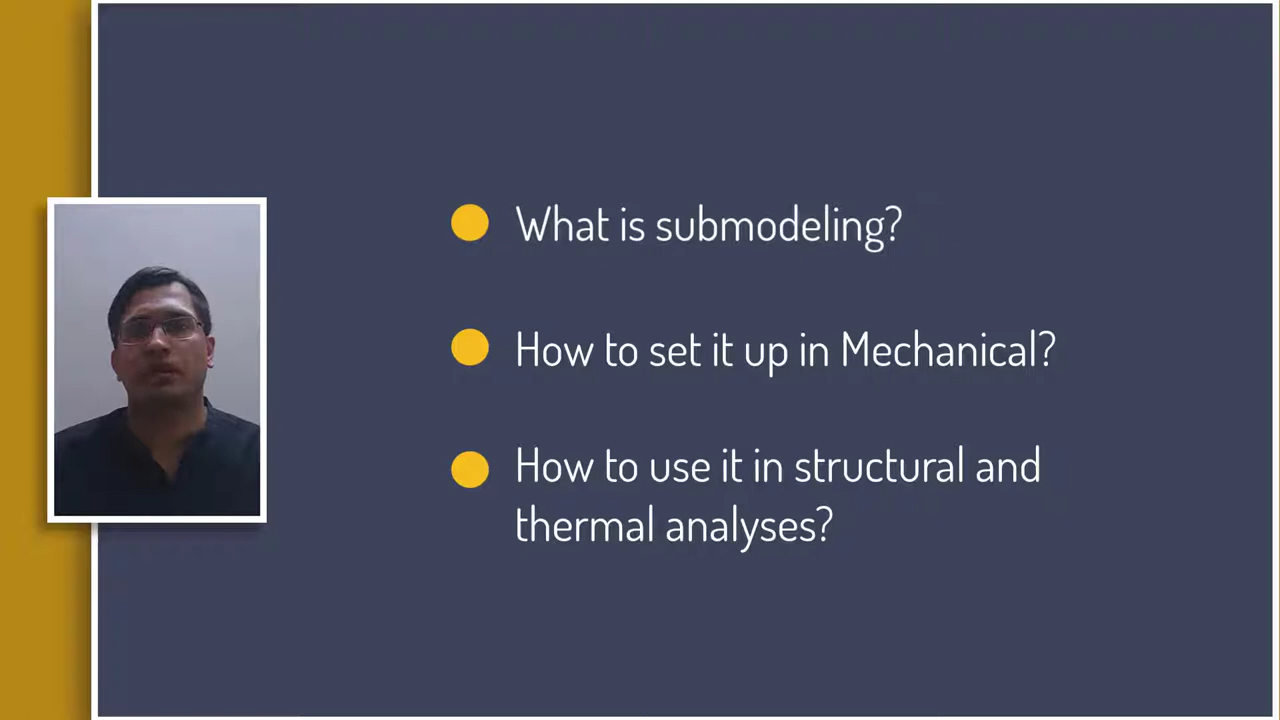 What is submodeling?
How to set it up in Mechanical?
How to use it in structural and
thermal analyses?